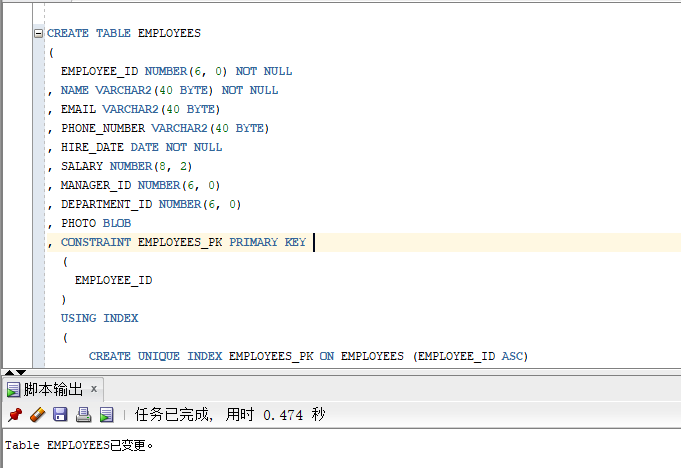 CREATE TABLE EMPLOYEES
(
EMPLOYEE_ID NUMBER(6, 0) NOT NULL
, NAME VARCHAR2(40 BYTE) NOT NULL
, EMAIL VARCHAR2(40 BYTE)
, PHONE_NUMBER VARCHAR2(40 BYTE)
, HIRE_DATE DATE NOT NULL
, SALARY NUMBER(8, 2)
, MANAGER_ID NUMBER(6, 0)
, DEPARTMENT_ID NUMBER(6, 0)
, PHOTO BLOB
, CONSTRAINT EMPLOYEES_PK PRIMARY KEY
(
EMPLOYEE_ID
)
USING INDEX
(
CREATE UNIQUE INDEX EMPLOYEES_PK ON EMPLOYEES (EMPLOYEE_ID ASC)
脚本输出 x
任务已完成, 用时 0.474 秒
Table EMPLOYEES已变更。